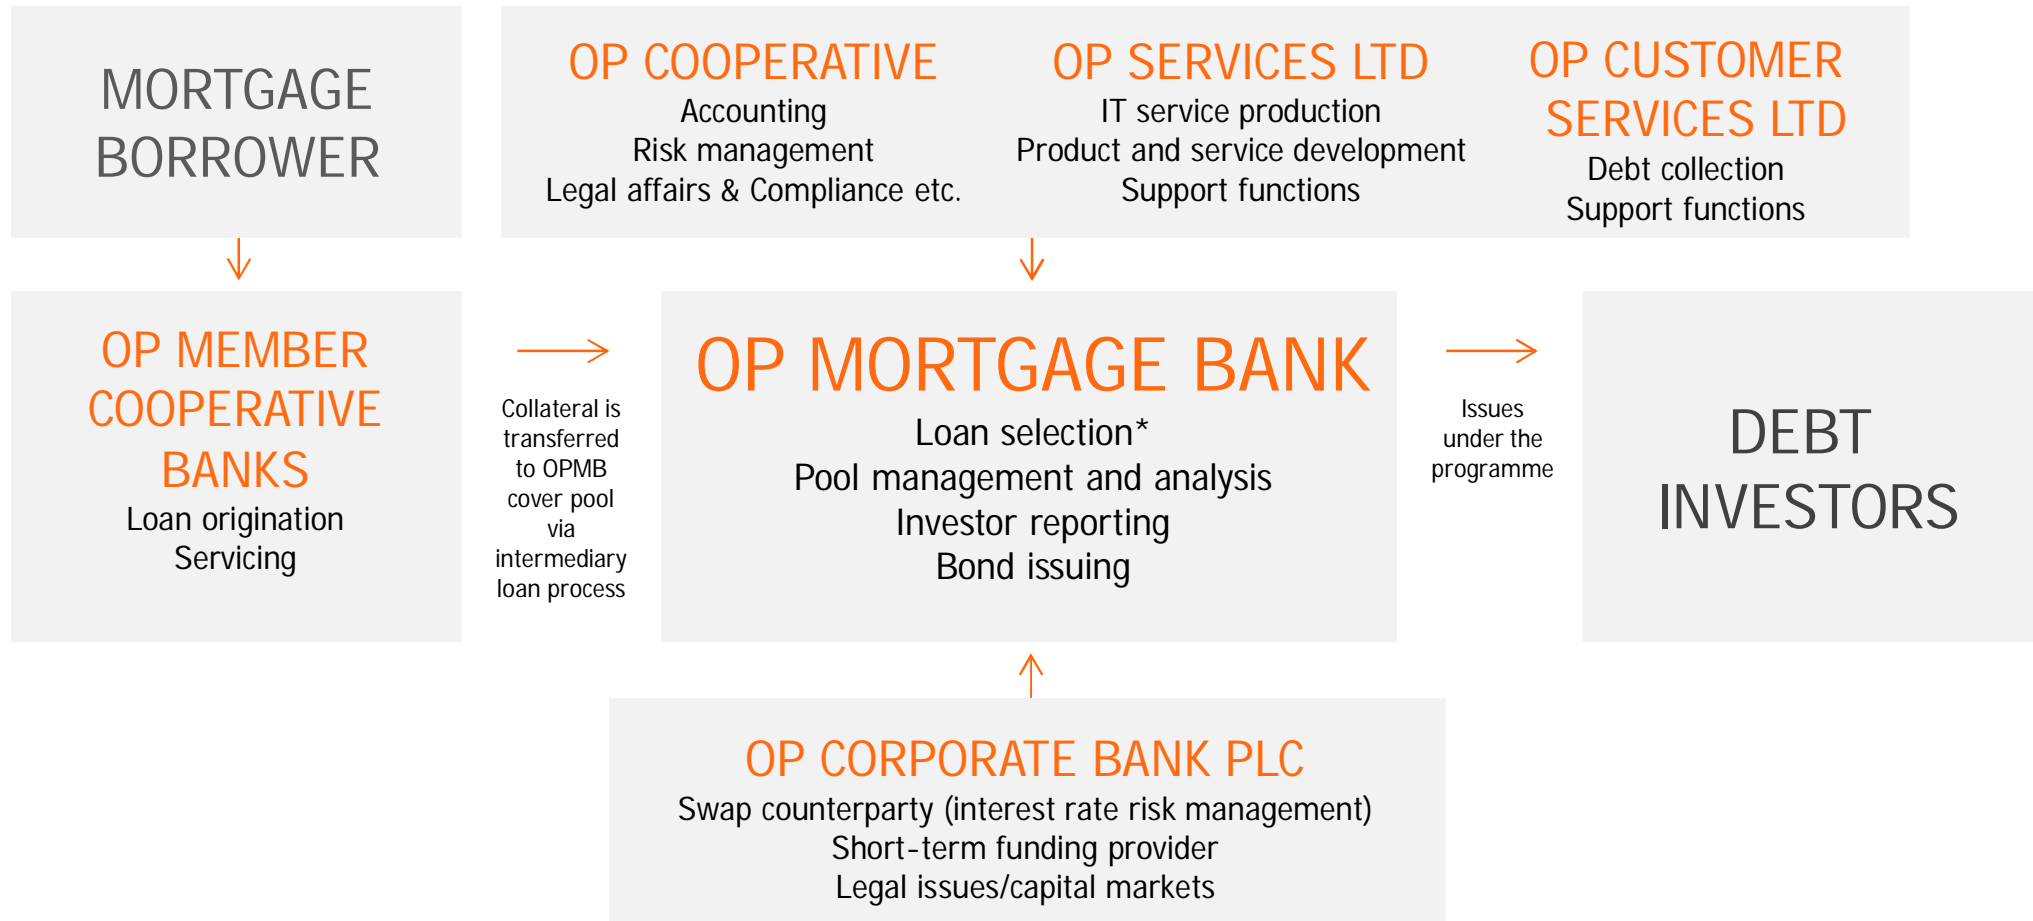 MORTGAGE
BORROWER
OP COOPERATIVE
Accounting
Risk management
Legal affairs & Compliance etc.
OP SERVICES LTD
IT service production
Product and service development
Support functions
OP CUSTOMER
SERVICES LTD
Debt collection
Support functions
OP MEMBER
COOPERATIVE
BANKS
Loan origination
Servicing
Collateral is
transferred
to OPMB
cover pool
via
intermediary
loan process
OP MORTGAGE BANK
Loan selection*
Pool management and analysis
Investor reporting
Bond issuing
Issues
under the
programme
DEBT
INVESTORS
OP CORPORATE BANK PLC
Swap counterparty (interest rate risk management)
Short-term funding provider
Legal issues/capital markets